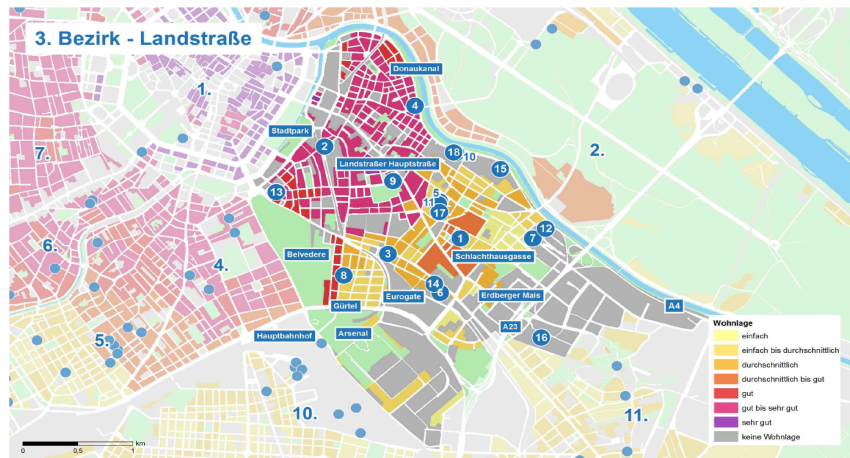 3. Bezirk - Landstraße
Donaukanal
1.
4
Stadtpark
2
18
10
7.
Landstraßer Hauptstraße
15
2.
9
13
5
11
17
12
6.
Belvedere
3
1
7
4.
Schlachthausgasse
8
14
6
Eurogate
Erdberger Mais
A4
Gürtel
Hauptbahnhof
Arsenal
A23
5.
16
10.
11.
Wohnlage
einfach
einfach bis durchschnittlich
durchschnittlich
durchschnittlich bis gut
gut
gut bis sehr gut
sehr gut
keine Wohnlage
km
0
0,5
1